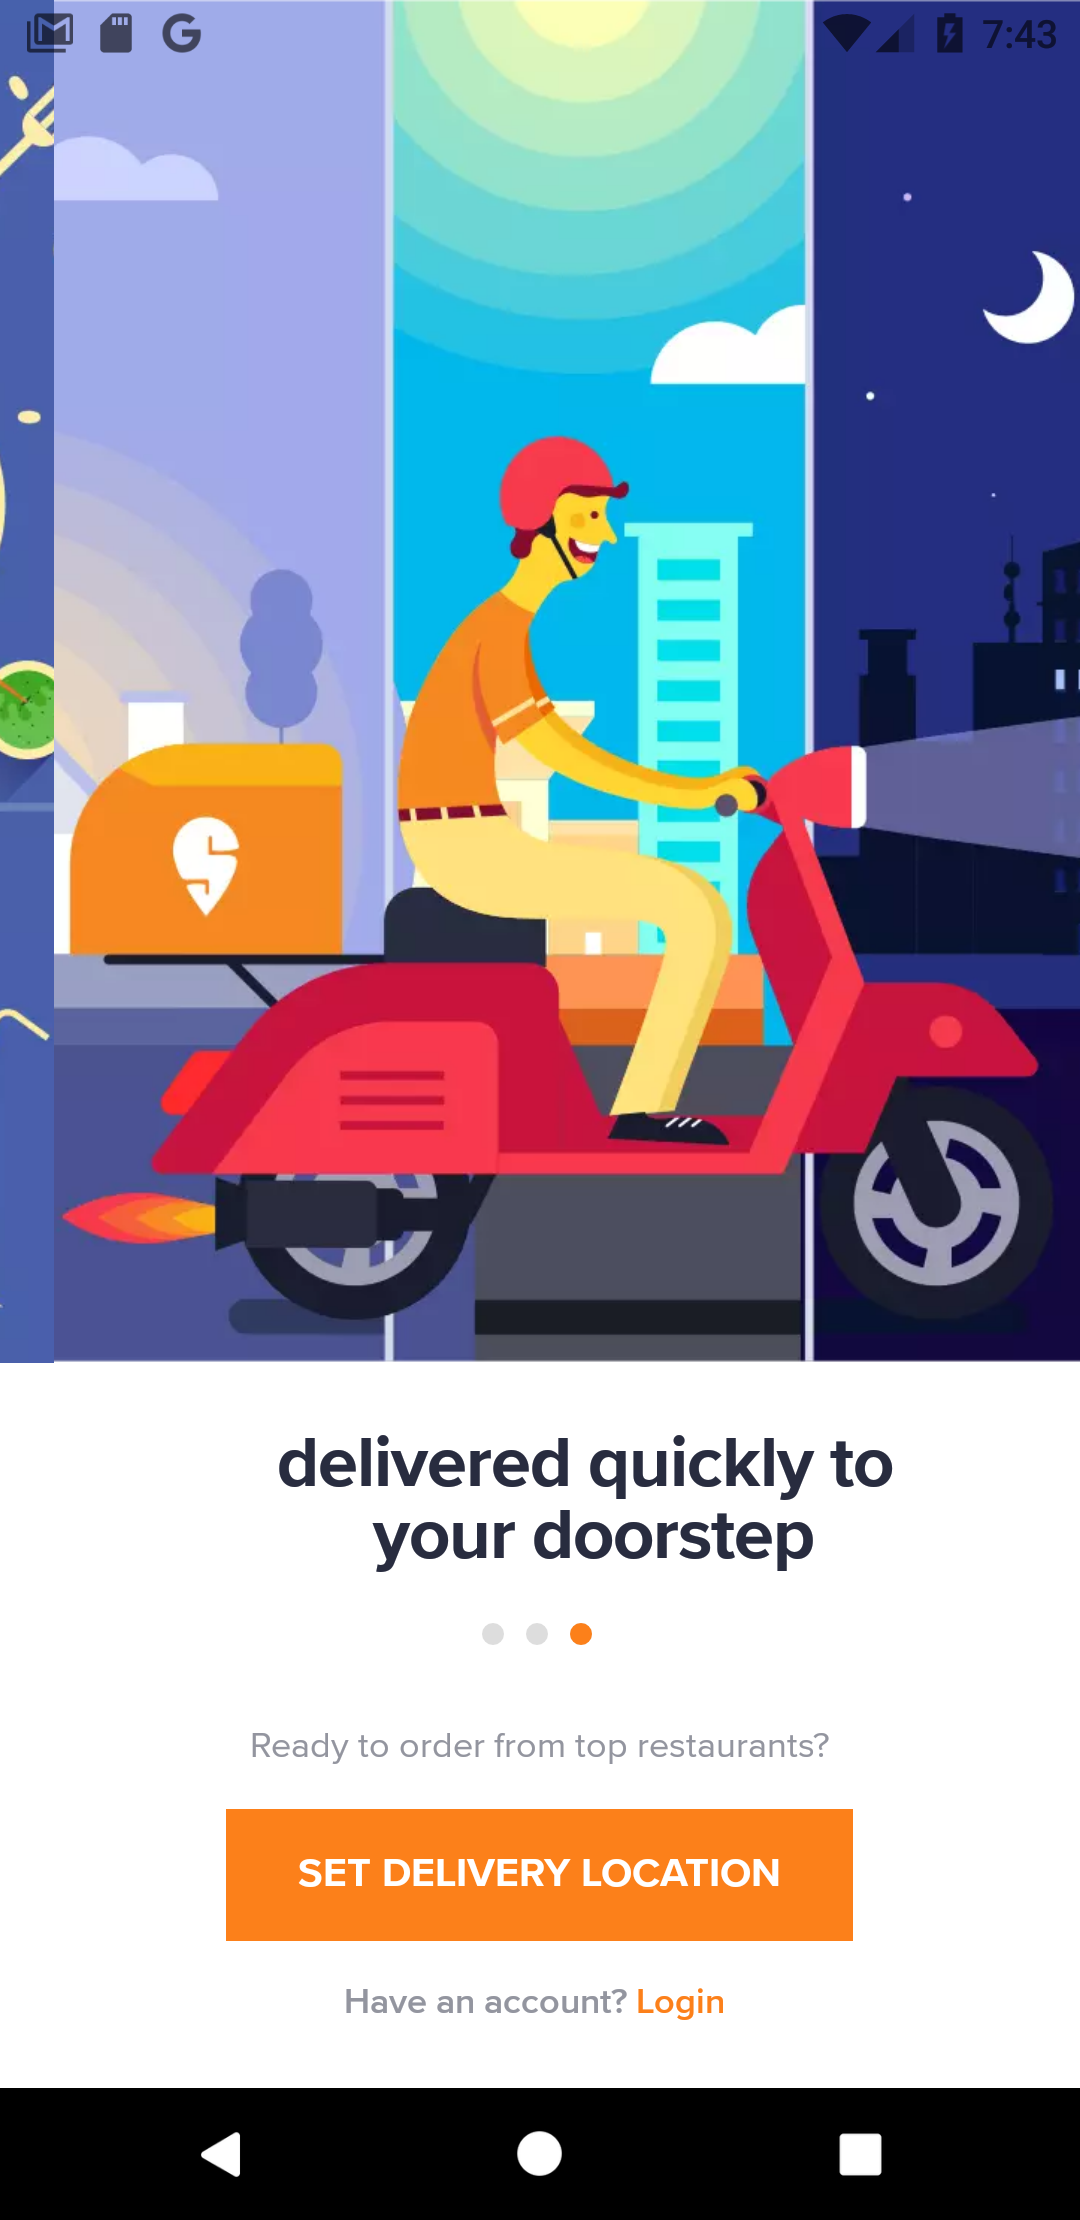 7:43
delivered quickly to
your doorstep
Ready to order from top restaurants?
SET DELIVERY LOCATION
Have an account? Login